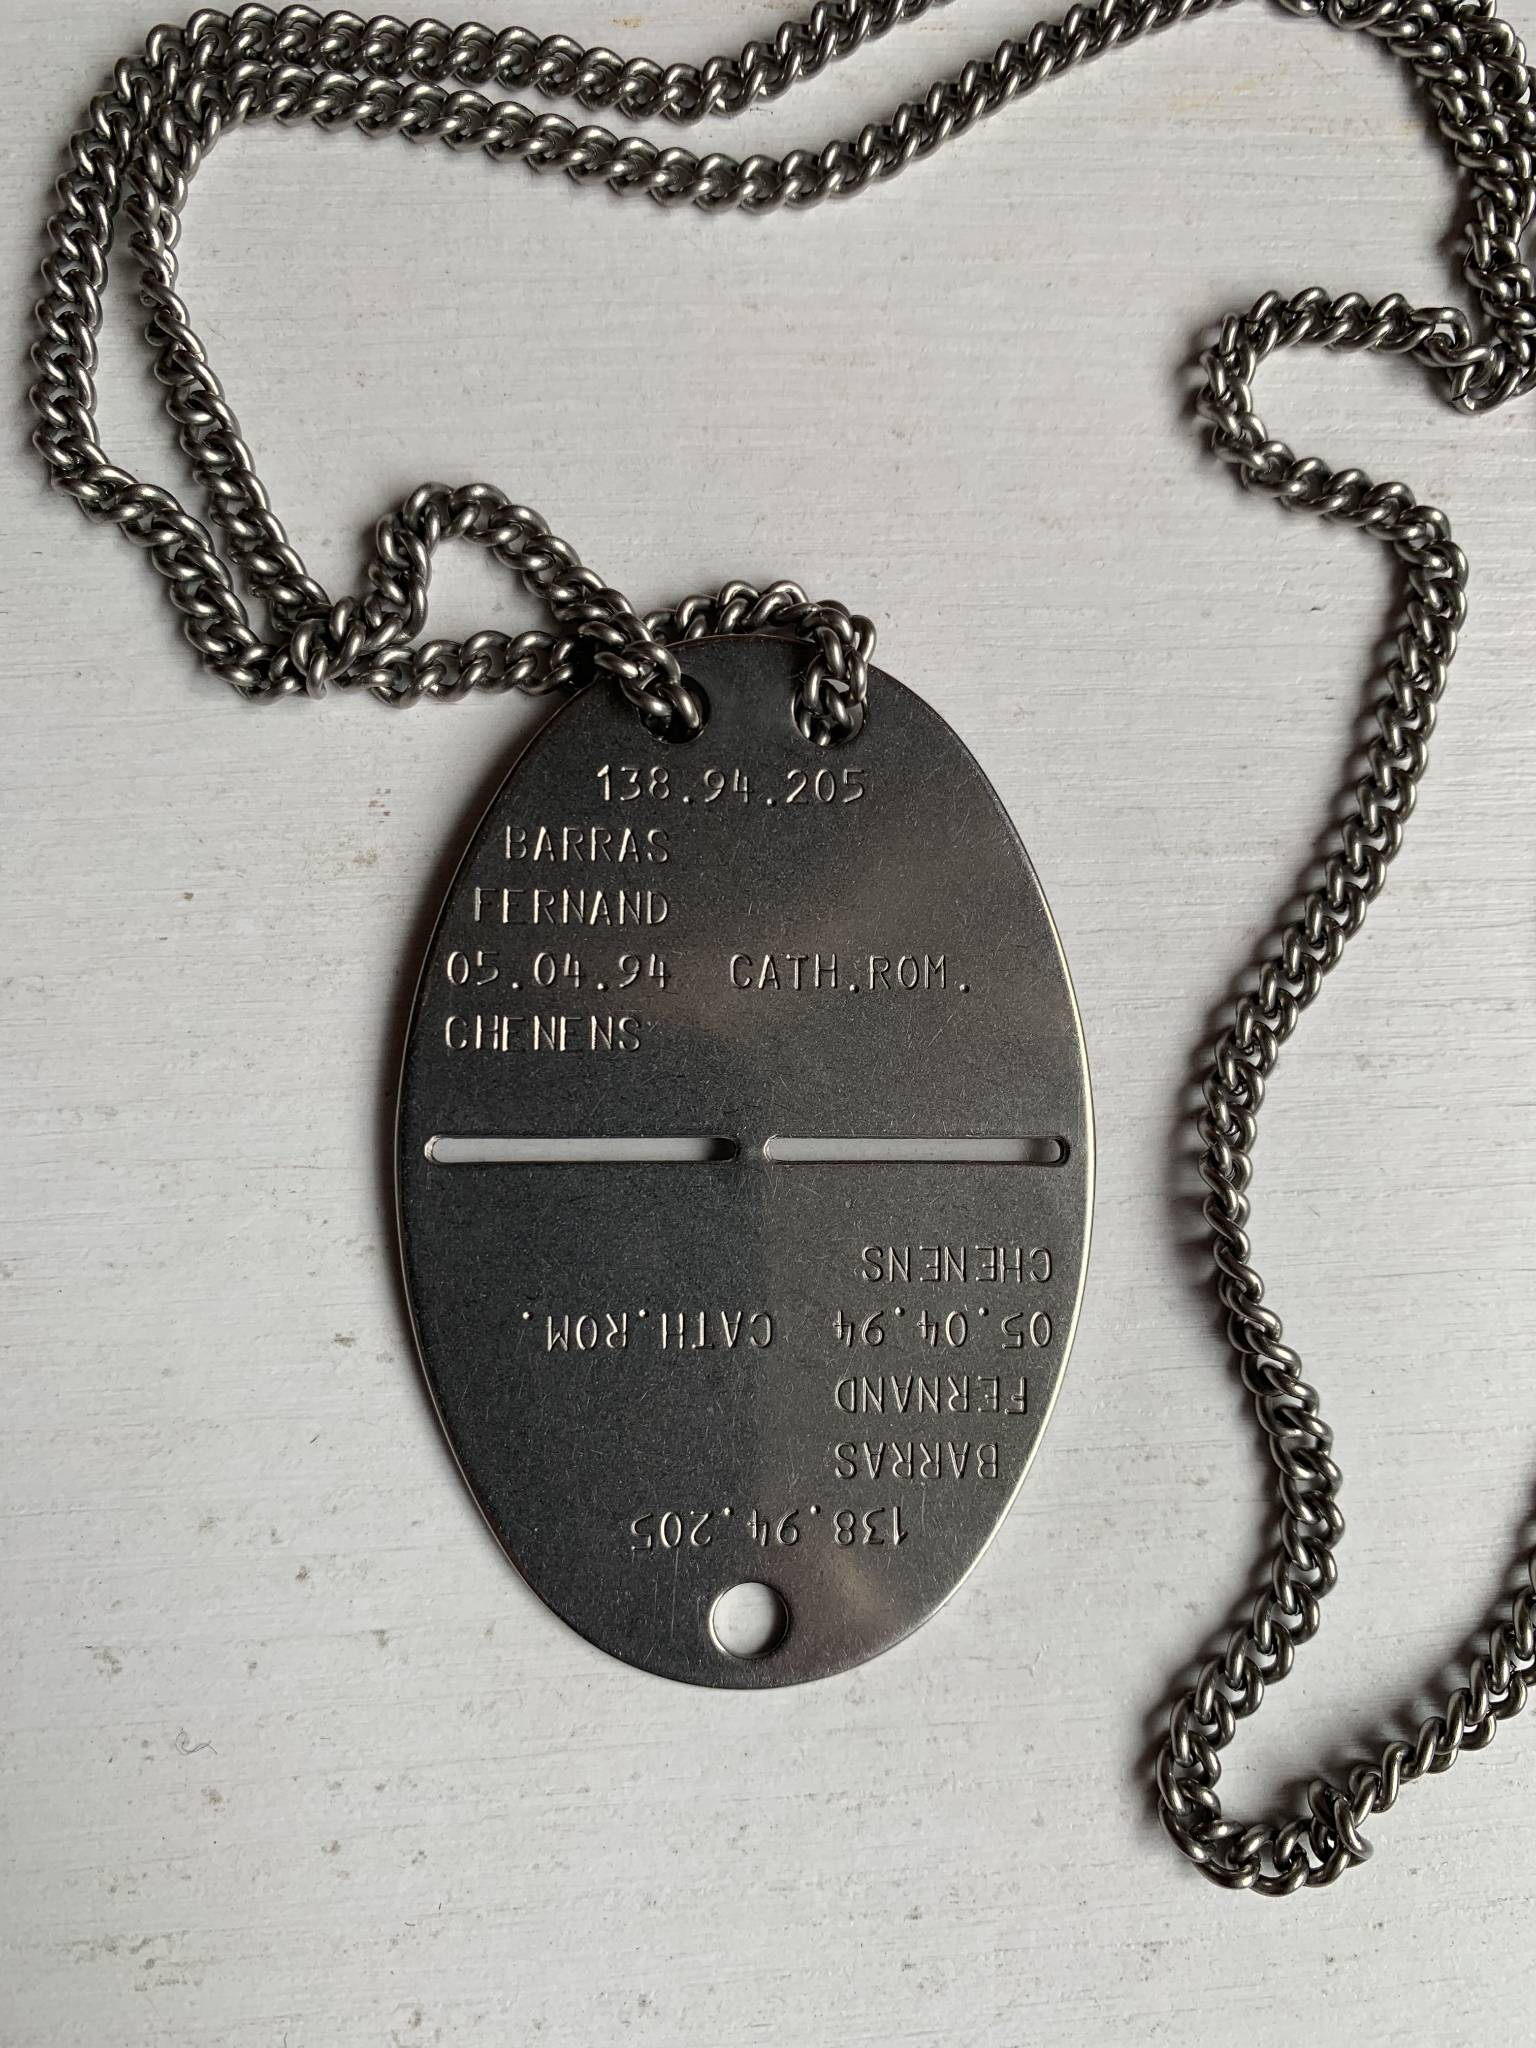 138.94.205
BARRAS
FERNAND
05.04.94 CATH.ROM.
CHENENS
CHENENS
05.04.94 CATH.ROM.
FERNAND
BARRAS
138.94.205